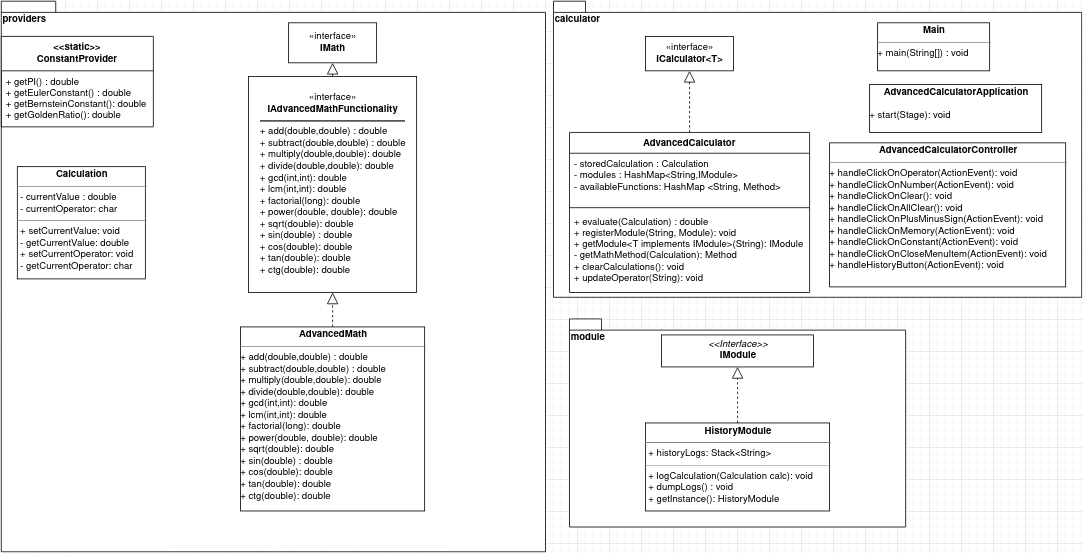 providers
<<static>>
ConstantProvider
+ getPI() : double
+ getEulerConstant() : double
+ getBernsteinConstant(): double
+ getGoldenRatio(): double
Calculation
- currentValue : double
- currentOperator: char
+ setCurrentValue: void
- getCurrentValue: double
+ setCurrentOperator: void
- getCurrentOperator: char
«interface»
IMath
«interface»
IAdvancedMathFunctionality
+ add(double,double) : double
+ subtract(double,double) : double
+ multiply(double,double): double
+ divide(double,double): double
+ gcd(int,int): double
+ lcm(int,int): double
+ factorial(long): double
+ power(double, double): double
+ sqrt(double): double
+ sin(double) : double
+ cos(double): double
+ tan(double): double
+ ctg(double): double
AdvancedMath
+ add(double,double) : double
+ subtract(double,double) : double
+ multiply(double,double): double
+ divide(double,double): double
+ gcd(int,int): double
+ lcm(int,int): double
+ factorial(long): double
+ power(double, double): double
+ sqrt(double): double
+ sin(double) : double
+ cos(double): double
+ tan(double): double
+ ctg(double): double
calculator
«interface»
ICalculator<T>
AdvancedCalculator
- storedCalculation : Calculation
- modules : HashMap<String,IModule>
- availableFunctions: HashMap <String, Method>
+ evaluate(Calculation) : double
+ registerModule(String, Module): void
+ getModule<T implements IModule>(String): IModule
- getMathMethod(Calculation): Method
+ clearCalculations(): void
+ updateOperator(String): void
Main
+ main(String[]) : void
AdvancedCalculatorApplication
+ start(Stage): void
AdvancedCalculatorController
+ handleClickOnOperator(ActionEvent): void
+ handleClickOnNumber(ActionEvent): void
+ handleClickOnClear(): void
+ handleClickOnAllClear(): void
+ handleClickOnPlusMinusSign(ActionEvent): void
+ handleClickOnMemory(ActionEvent): void
+ handleClickOnConstant(ActionEvent): void
+ handleClickOnCloseMenuItem(ActionEvent): void
+ handleHistoryButton(ActionEvent): void
module
<<Interface>>
IModule
HistoryModule
+ historyLogs: Stack<String>
+ logCalculation(Calculation calc): void
+ dumpLogs() : void
+ getInstance(): HistoryModule